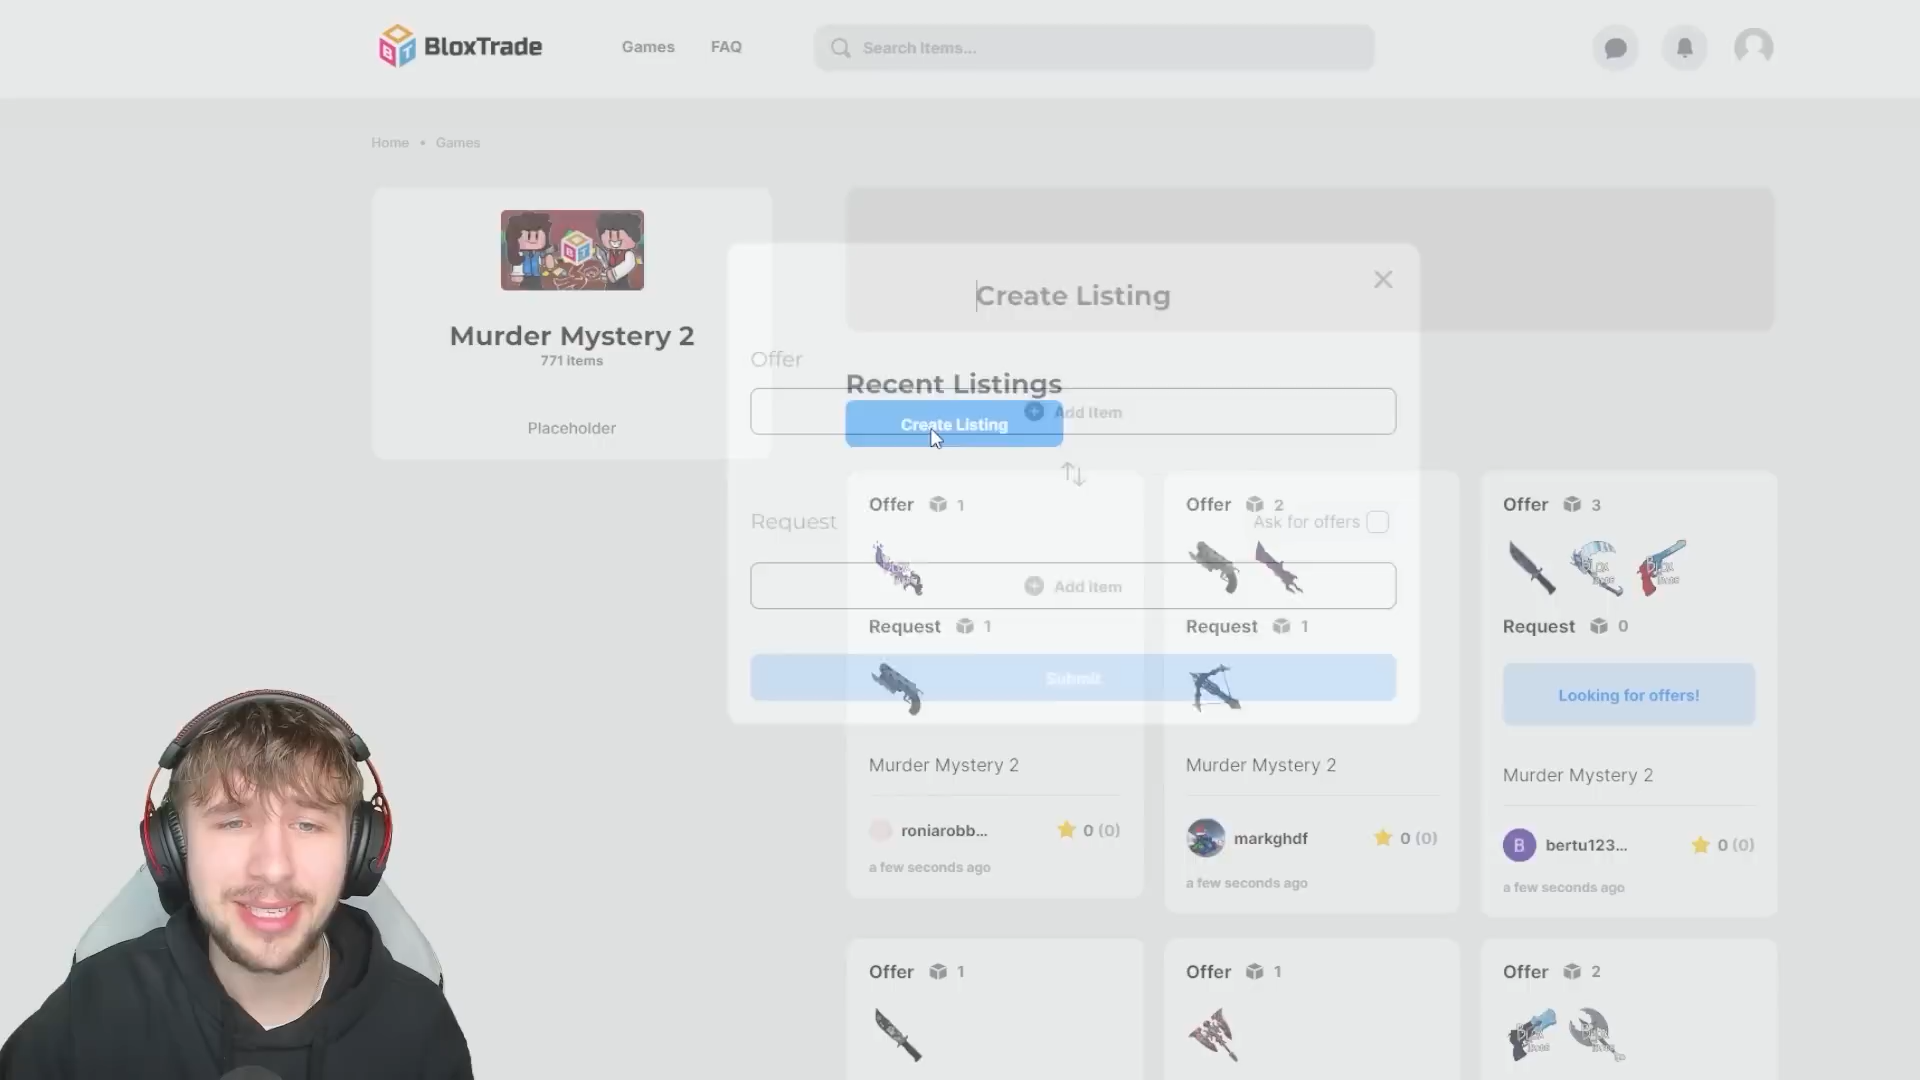 BloxTrade
Games
FAQ
Search Items...
Home • Games
Murder Mystery 2
771 items
Placeholder
Create Listing
Offer
Add Item
Recent Listings
Create Listing
Request
Ask for offers
Add Item
Submit
Offer 1
Request 1
Murder Mystery 2
roniarobb...
0 (0)
a few seconds ago
Offer 2
Request 1
Murder Mystery 2
markghdf
0 (0)
a few seconds ago
Offer 3
Request 0
Looking for offers!
Murder Mystery 2
B
bertu123...
0 (0)
a few seconds ago
Offer 1
Offer 1
Offer 2